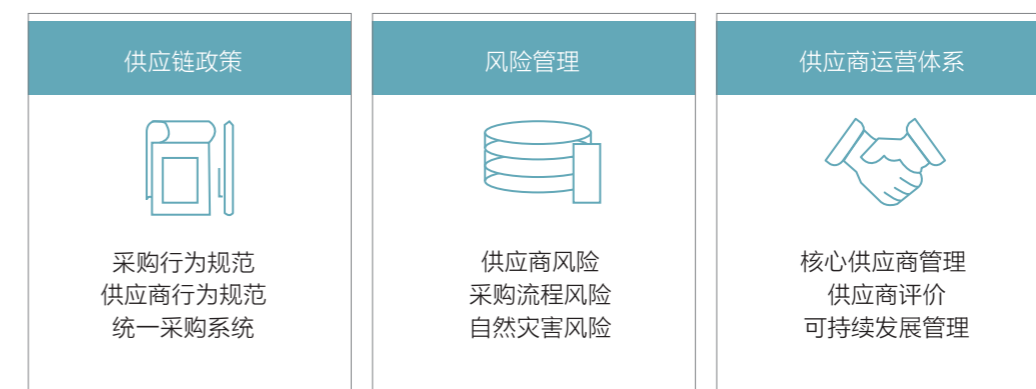 供应链政策
采购行为规范
供应商行为规范
统一采购系统
风险管理
供应商风险
采购流程风险
自然灾害风险
供应商运营体系
核心供应商管理
供应商评价
可持续发展管理